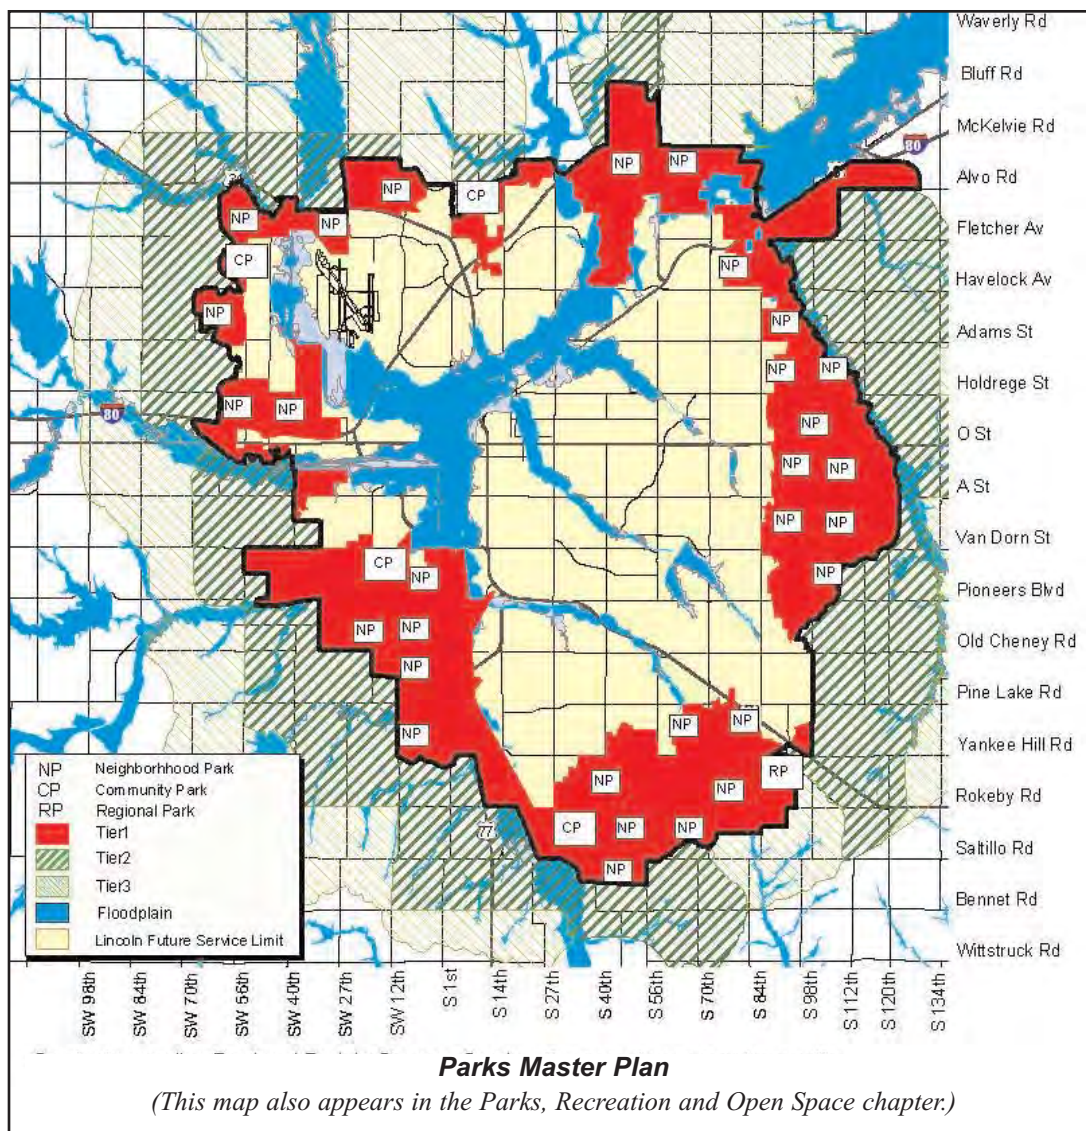 Waverly Rd
Bluff Rd
McKelvie Rd
Alvo Rd
Fletcher Av
Havelock Av
Adams St
Holdrege St
O St
A St
Van Dorn St
Pioneers Blvd
Old Cheney Rd
Pine Lake Rd
Yankee Hill Rd
Rokeby Rd
Saltillo Rd
Bennet Rd
Wittstruck Rd
80
NP
NP
NP
CP
NP
NP
CP
NP
NP
NP
NP
NP
NP
NP
80
NP
NP
NP
NP
NP
CP
NP
NP
NP
NP
NP
NP
NP
NP
RP
NP
NP
CP
NP
NP
77
NP
NP Neighborhhood Park
CP Community Park
RP Regional Park
Tier1
Tier2
Tier3
Floodplain
Lincoln Future Service Limit
SW 98th
SW 84th
SW 70th
SW 56th
SW 40th
SW 27th
SW 12th
S 1st
S 14th
S 27th
S 40th
S 56th
S 70th
S 84th
S 98th
S 112th
S 120th
S 134th
Parks Master Plan
(This map also appears in the Parks, Recreation and Open Space chapter.)